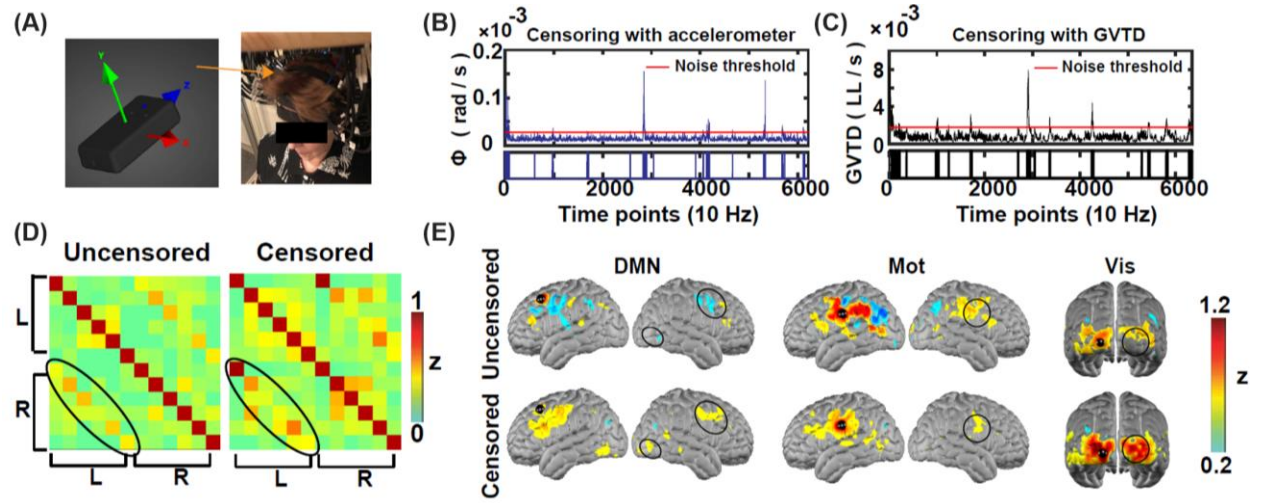 (A)
Y
Z
X
(B)
×10
-3
Censoring with accelerometer
0.2
0.1
0
Φ ( rad / s )
Noise threshold
0
2000
4000
6000
Time points (10 Hz)
(C)
×10
-3
Censoring with GVTD
8
4
0
GVTD ( LL / s )
Noise threshold
0
2000
4000
6000
Time points (10 Hz)
(D)
Uncensored
Censored
L
R
L
R
L
R
1
z
0
(E)
DMN
Mot
Vis
Uncensored
Censored
1.2
z
0.2